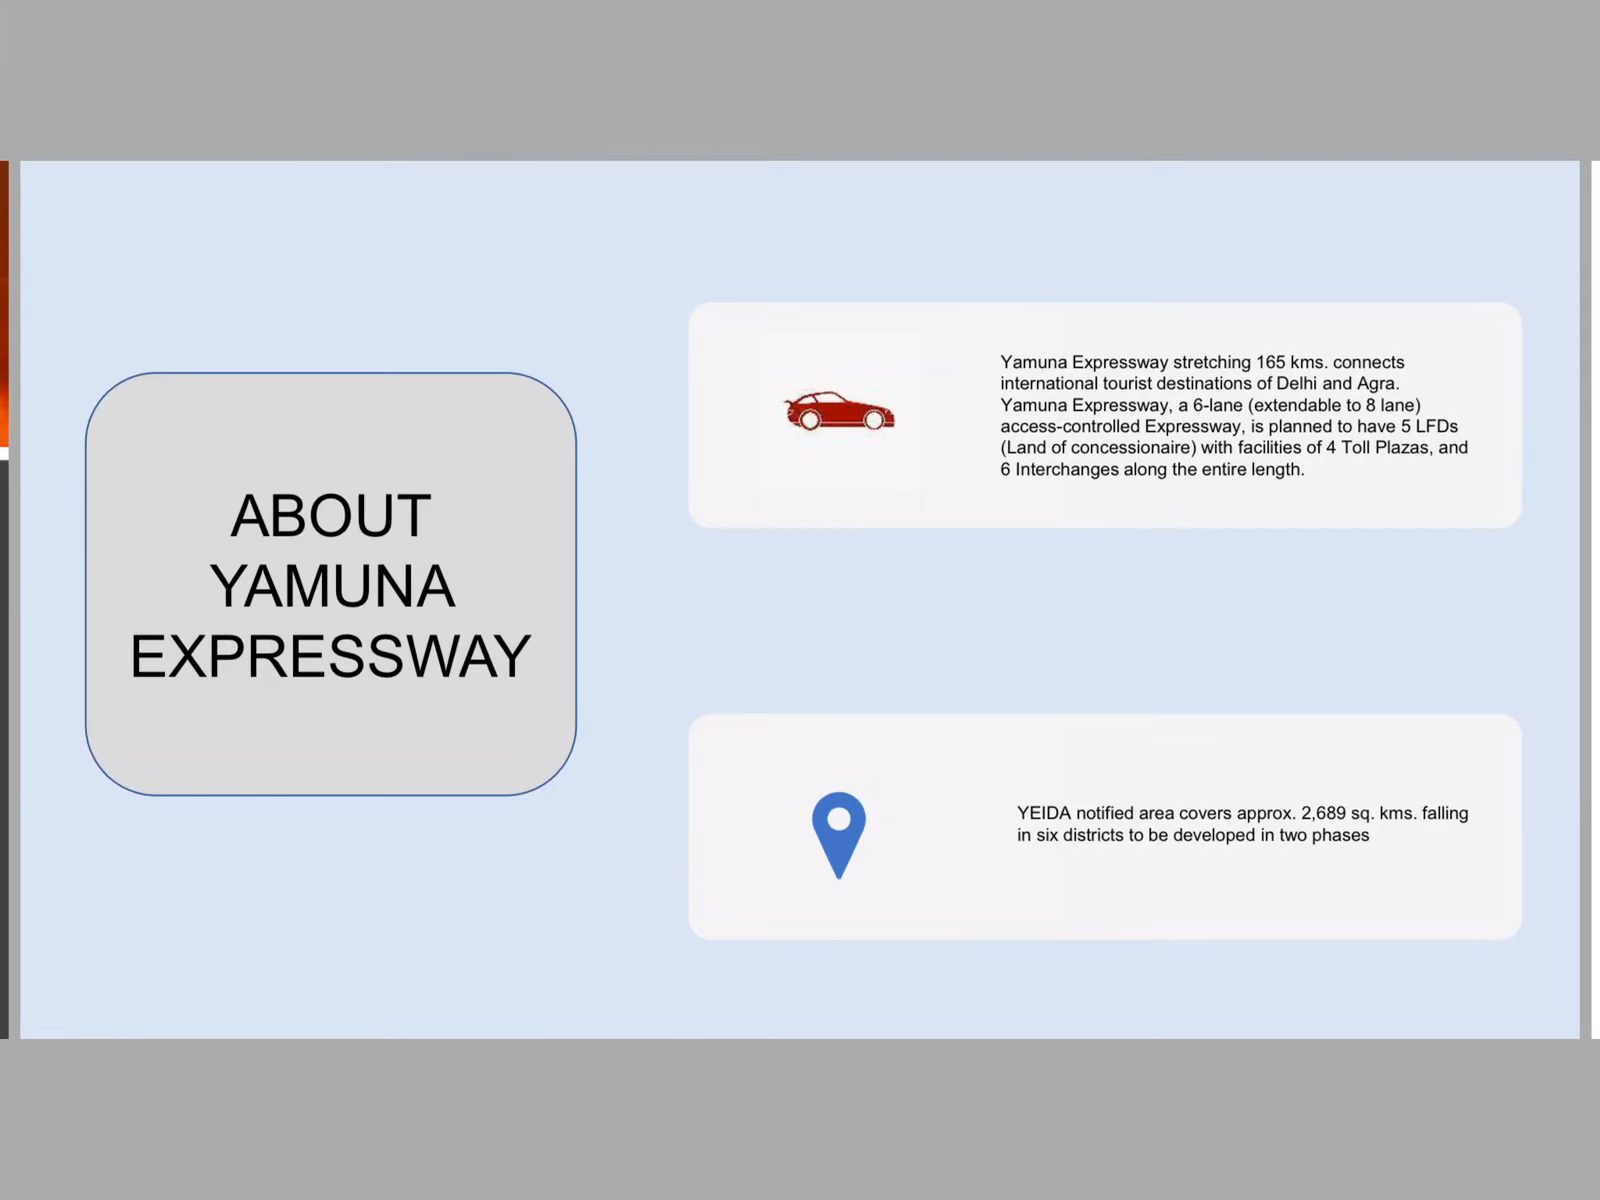 ABOUT
YAMUNA
EXPRESSWAY
Yamuna Expressway stretching 165 kms. connects
international tourist destinations of Delhi and Agra.
Yamuna Expressway, a 6-lane (extendable to 8 lane)
access-controlled Expressway, is planned to have 5 LFDs
(Land of concessionaire) with facilities of 4 Toll Plazas, and
6 Interchanges along the entire length.
YEIDA notified area covers approx. 2,689 sq. kms. falling
in six districts to be developed in two phases